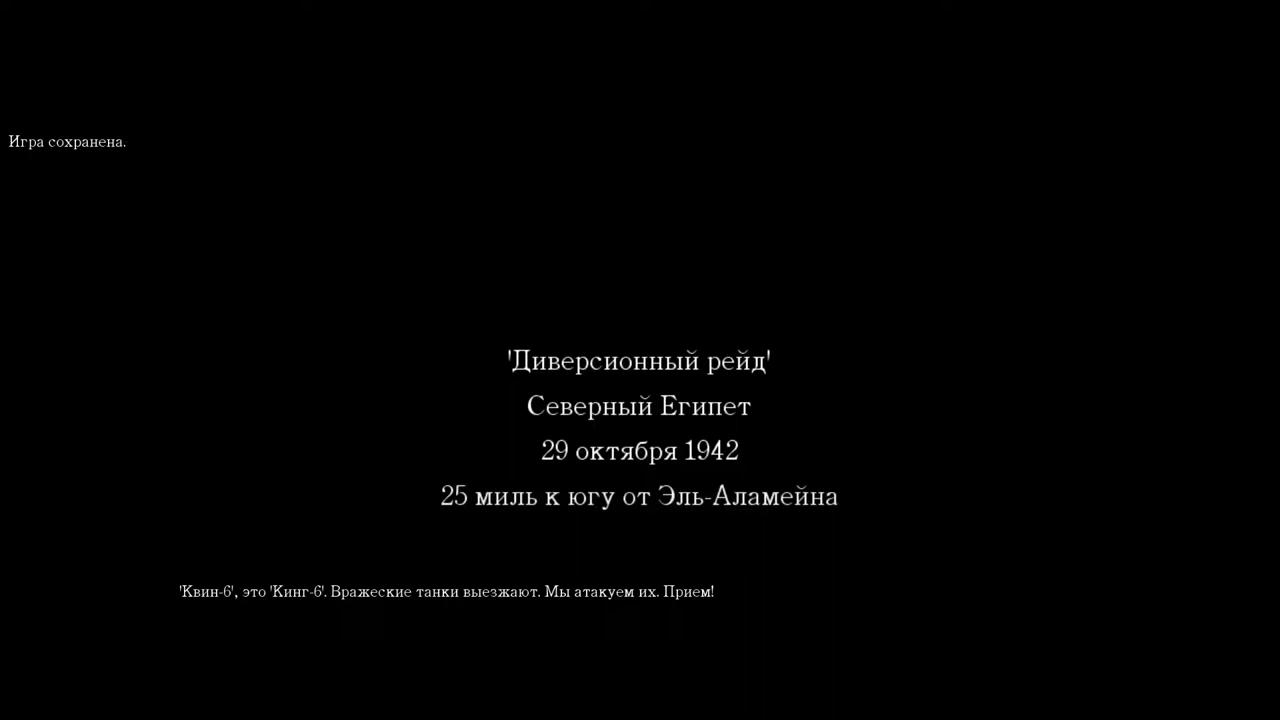 Игра сохранена.
'Диверсионный рейд'
Северный Египет
29 октября 1942
25 миль к югу от Эль-Аламейна
'Квин-6', это 'Кинг-6'. Вражеские танки выезжают. Мы атакуем их. Прием!